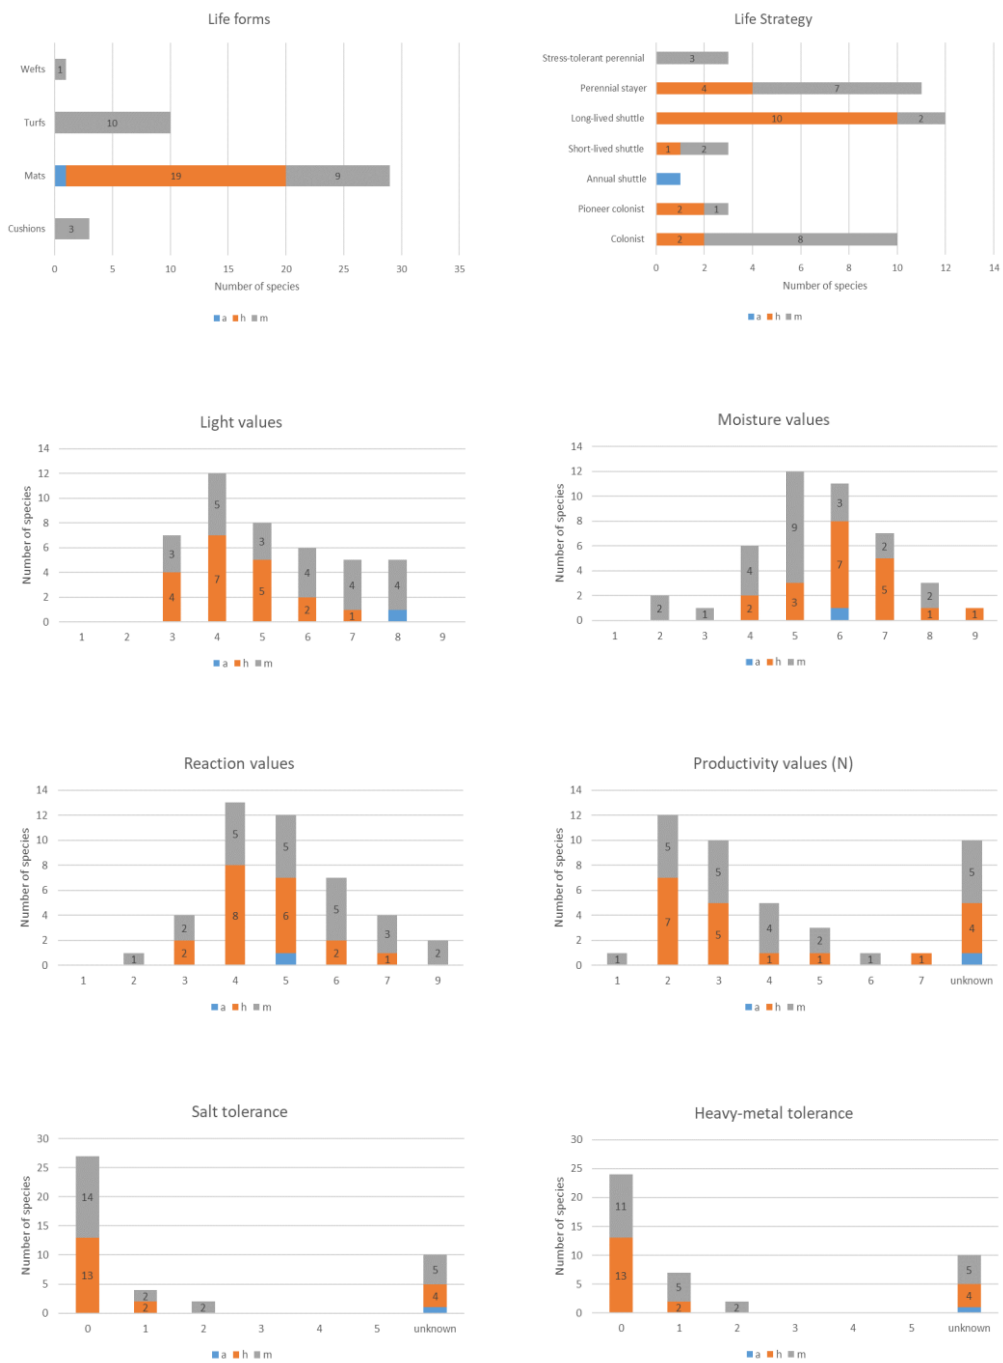 Life forms
Wefts 1
Turfs 10
Mats 19 9
Cushions 3
0 5 10 15 20 25 30 35
Number of species
a h m
Life Strategy
Stress-tolerant perennial 3
Perennial stayer 4 7
Long-lived shuttle 10 2
Short-lived shuttle 1 2
Annual shuttle
Pioneer colonist 2 1
Colonist 2 8
0 2 4 6 8 10 12 14
Number of species
a h m
Light values
Number of species
14
12
10
8
6
4
2
0
3 5 3 4 4 4
4 7 5 2 1
1 2 3 4 5 6 7 8 9
a h m
Moisture values
Number of species
14
12
10
8
6
4
2
0
2 1 4 9 3 2 2
2 3 7 5 1 1
1 2 3 4 5 6 7 8 9
a h m
Reaction values
Number of species
14
12
10
8
6
4
2
0
1 2 5 5 5 3 2
2 8 6 2 1
1 2 3 4 5 6 7 9
a h m
Productivity values (N)
Number of species
14
12
10
8
6
4
2
0
1 5 5 4 2 1 5
7 5 1 1 1 4
1 2 3 4 5 6 7 unknown
a h m
Salt tolerance
Number of species
30
25
20
15
10
5
0
14 2 2 5
13 2 4
0 1 2 3 4 5 unknown
a h m
Heavy-metal tolerance
Number of species
30
25
20
15
10
5
0
11 5 2 5
13 2 4
0 1 2 3 4 5 unknown
a h m